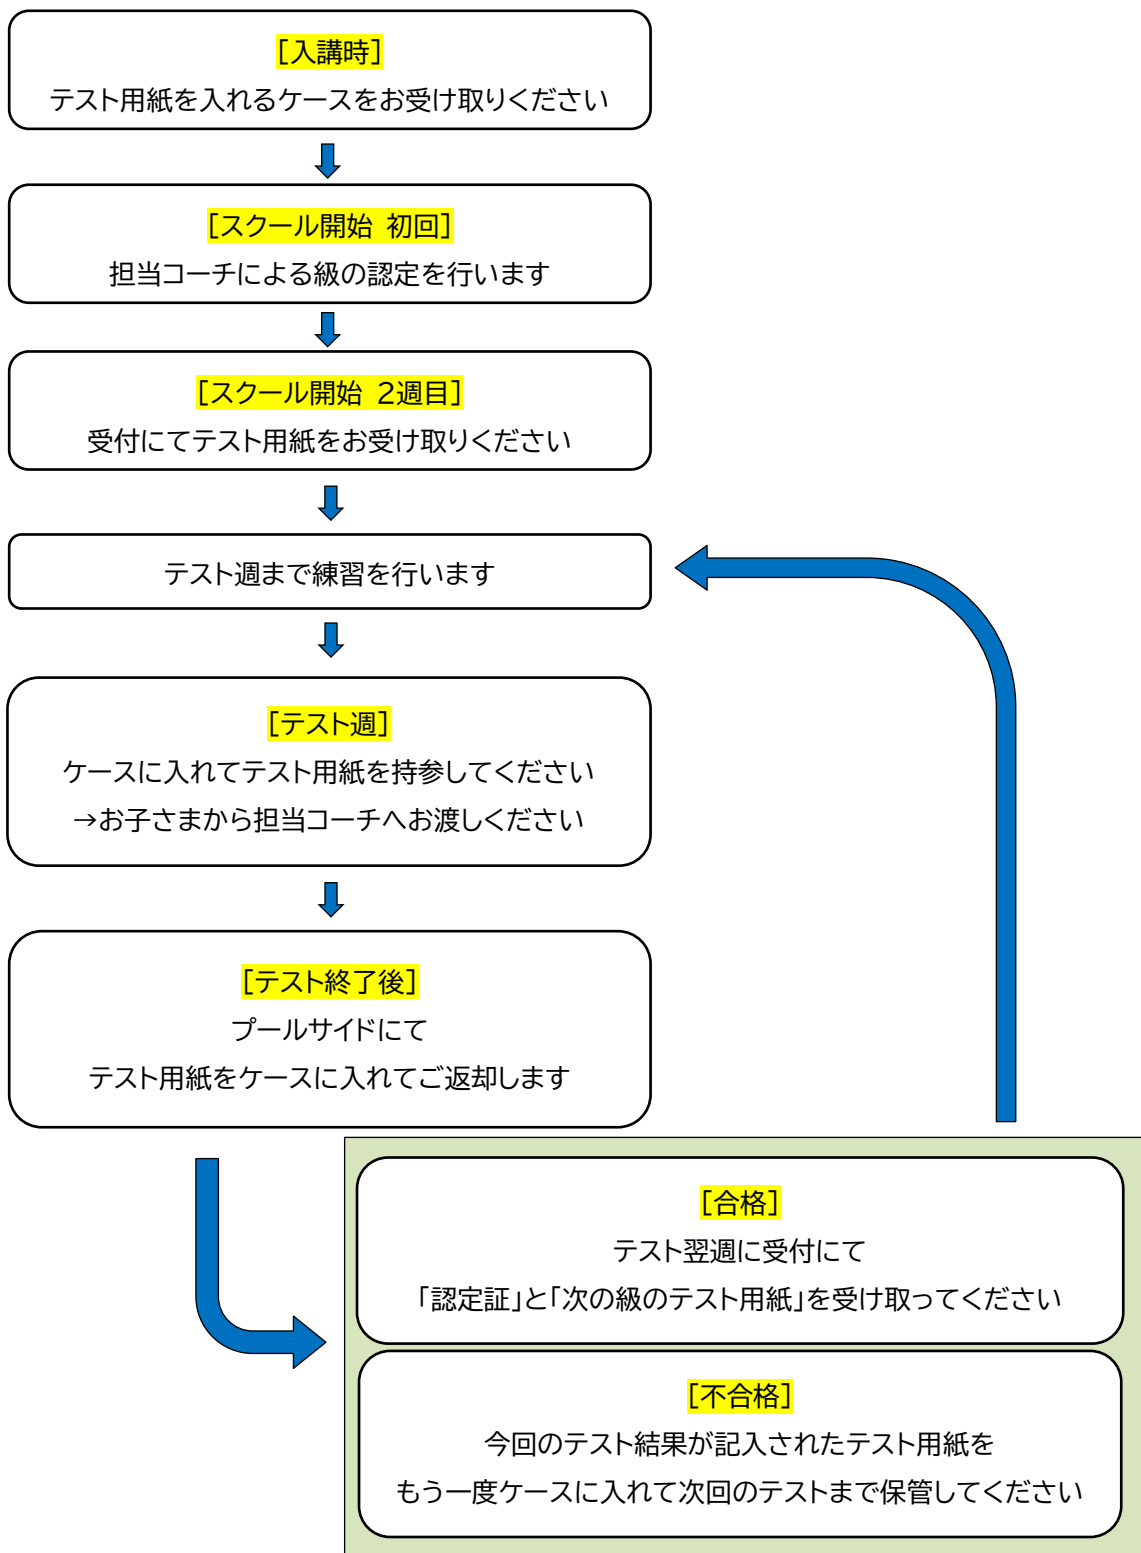 [入講時]
テスト用紙を入れるケースをお受け取りください
[スクール開始 初回]
担当コーチによる級の認定を行います
[スクール開始 2週目]
受付にてテスト用紙をお受け取りください
テスト週まで練習を行います
[テスト週]
ケースに入れてテスト用紙を持参してください
→お子さまから担当コーチへお渡しください
[テスト終了後]
プールサイドにて
テスト用紙をケースに入れてご返却します
[合格]
テスト翌週に受付にて
「認定証」と「次の級のテスト用紙」を受け取ってください
[不合格]
今回のテスト結果が記入されたテスト用紙を
もう一度ケースに入れて次回のテストまで保管してください